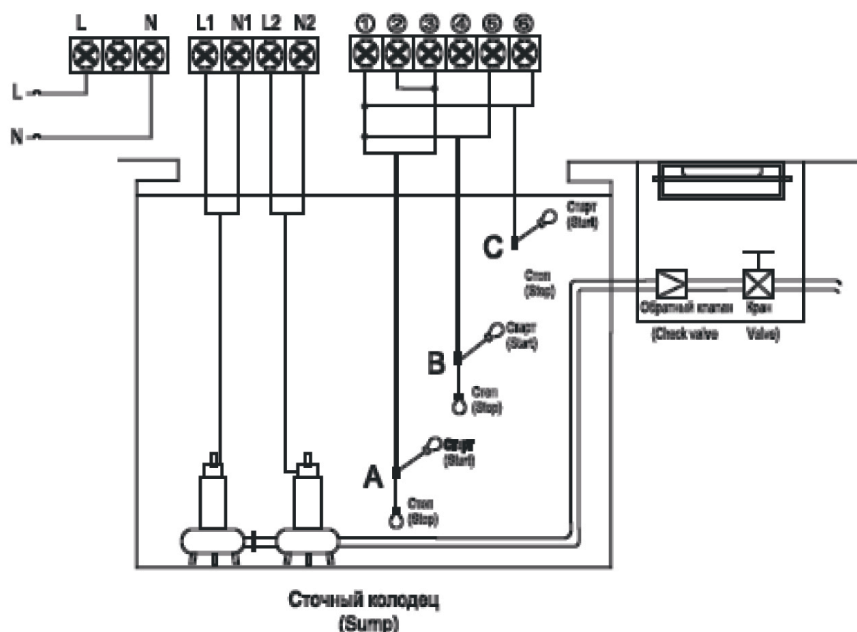 L N L1 N1 L2 N2 ① ② ③ ④ ⑤ ⑥
L
N
Старт
(Start)
C
Стоп
(Stop)
Обратный клапан Кран
(Check valve Valve)
Старт
(Start)
B
Стоп
(Stop)
Старт
(Start)
A
Стоп
(Stop)
Сточный колодец
(Sump)